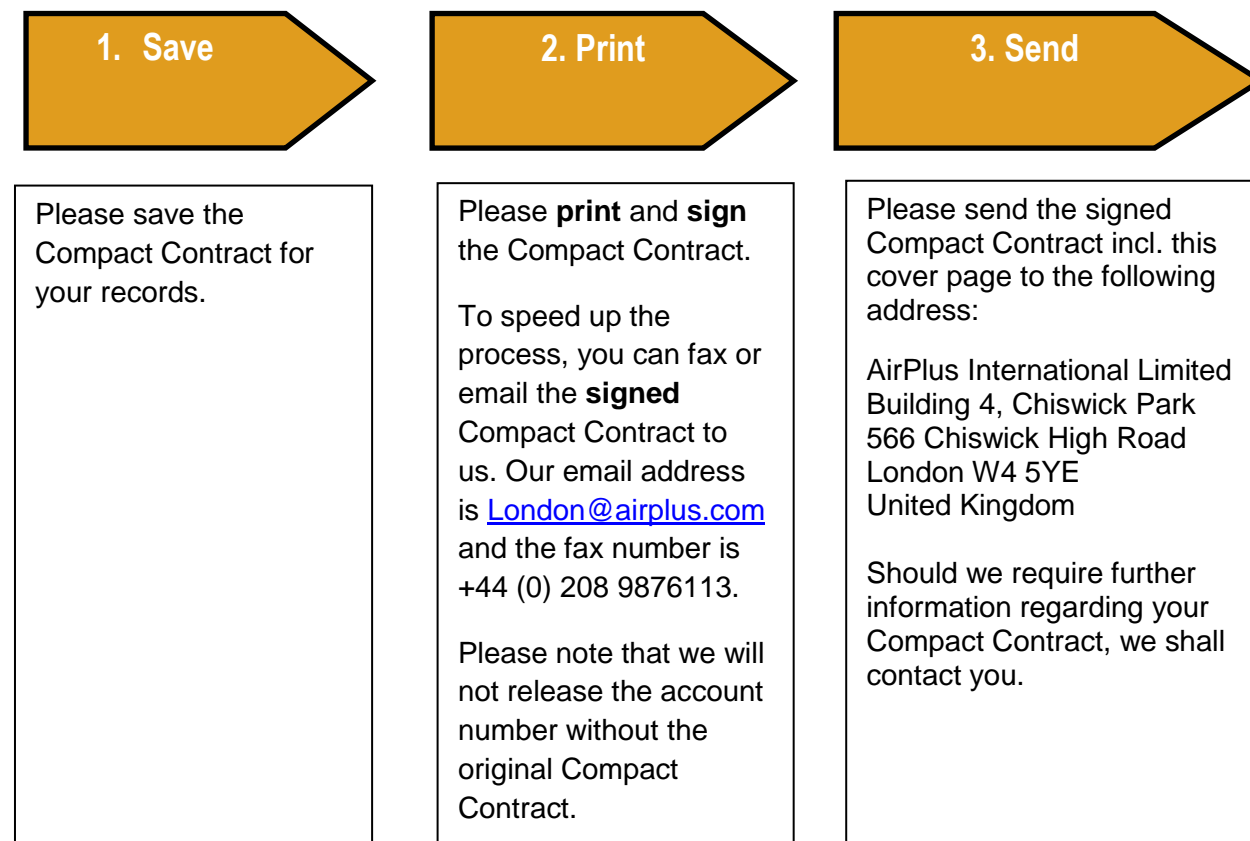 1. Save
Please save the
Compact Contract for
your records.
2. Print
Please print and sign
the Compact Contract.
To speed up the
process, you can fax or
email the signed
Compact Contract to
us. Our email address
is London@airplus.com
and the fax number is
+44 (0) 208 9876113.
Please note that we will
not release the account
number without the
original Compact
Contract.
3. Send
Please send the signed
Compact Contract incl. this
cover page to the following
address:
AirPlus International Limited
Building 4, Chiswick Park
566 Chiswick High Road
London W4 5YE
United Kingdom
Should we require further
information regarding your
Compact Contract, we shall
contact you.